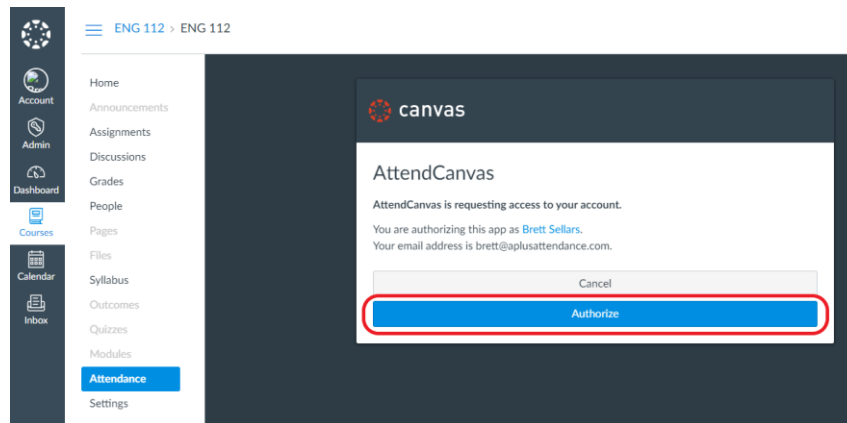 ENG 112 > ENG 112
Account
Admin
Dashboard
Courses
Calendar
Inbox
Home
Announcements
Assignments
Discussions
Grades
People
Pages
Files
Syllabus
Outcomes
Quizzes
Modules
Attendance
Settings
canvas
AttendCanvas
AttendCanvas is requesting access to your account.
You are authorizing this app as Brett Sellars.
Your email address is brett@aplusattendance.com.
Cancel
Authorize